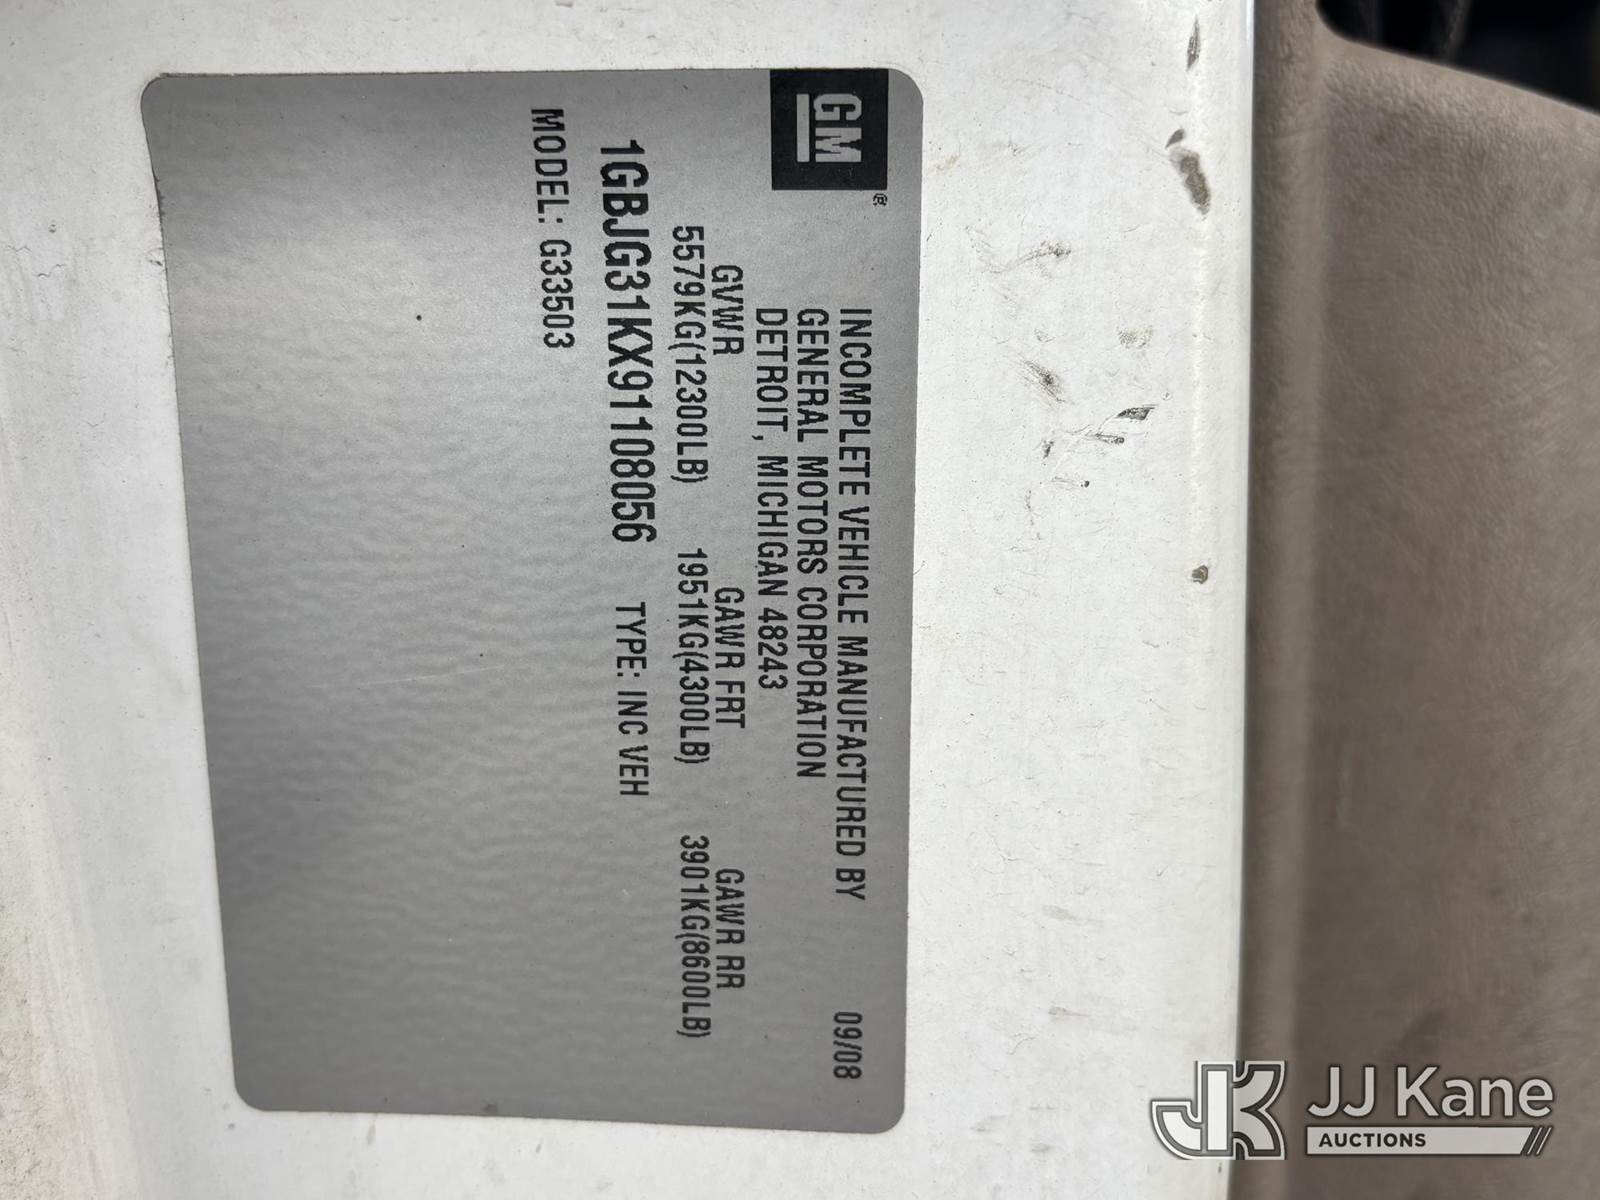 GM®
INCOMPLETE VEHICLE MANUFACTURED BY 09/08
GENERAL MOTORS CORPORATION
DETROIT, MICHIGAN 48243
GVWR GAWR FRT GAWR RR
5579KG(12300LB) 1951KG(4300LB) 3901KG(8600LB)
1GBJG31KX91108056 TYPE: INC VEH
MODEL: G33503
JK JJ Kane
AUCTIONS